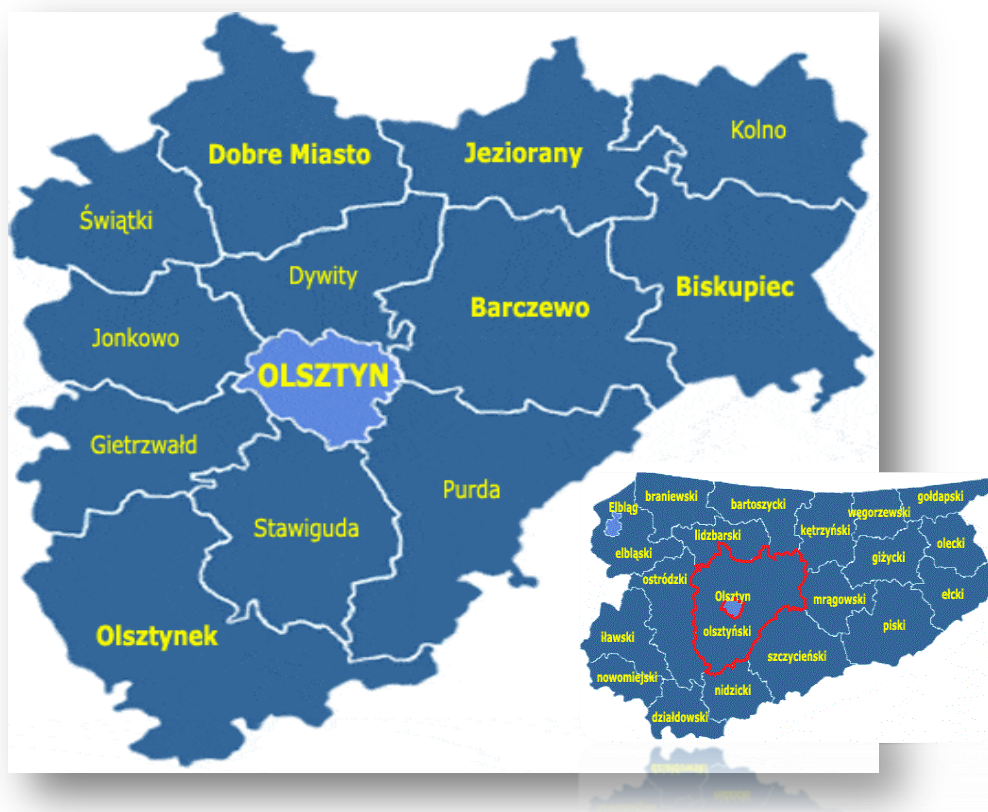 Kolno
Dobre Miasto
Jeziorany
Świątki
Dywity
Biskupiec
Barczewo
Jonkowo
OLSZTYN
Gietrzwałd
Purda
Stawiguda
Olsztynek
braniewski
gołdapski
bartoszycki
Elbląg
węgorzewski
kętrzyński
lidzbarski
olecki
elbląski
giżycki
ostródzki
ełcki
Olsztyn
mrągowski
piski
olsztyński
iławski
szczycieński
nowomiejski
nidzicki
działdowski